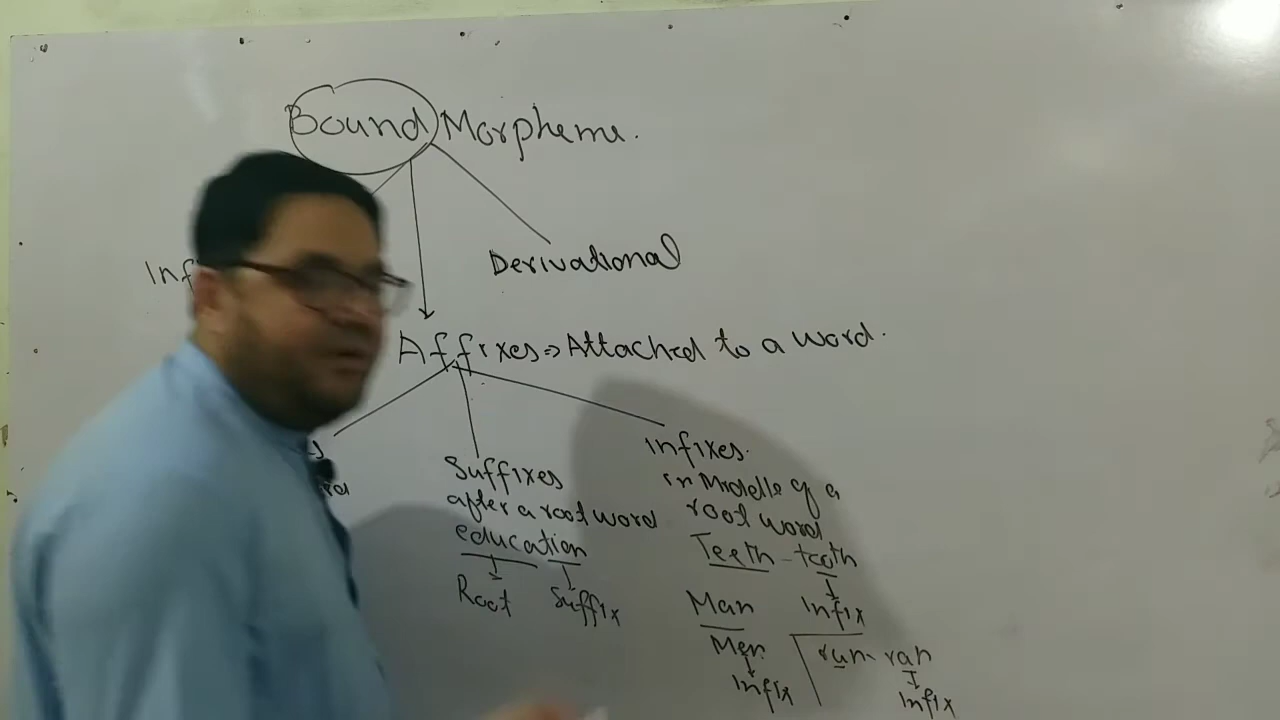 Bound Morpheme.
Inf
Derivational
Affixes => Attached to a word.
Suffixes
after a root word
education
Root Suffix
Infixes.
in Middle of a
root word
Teeth - tooth
Infix
Man
Men
Infix
run - ran
Infix